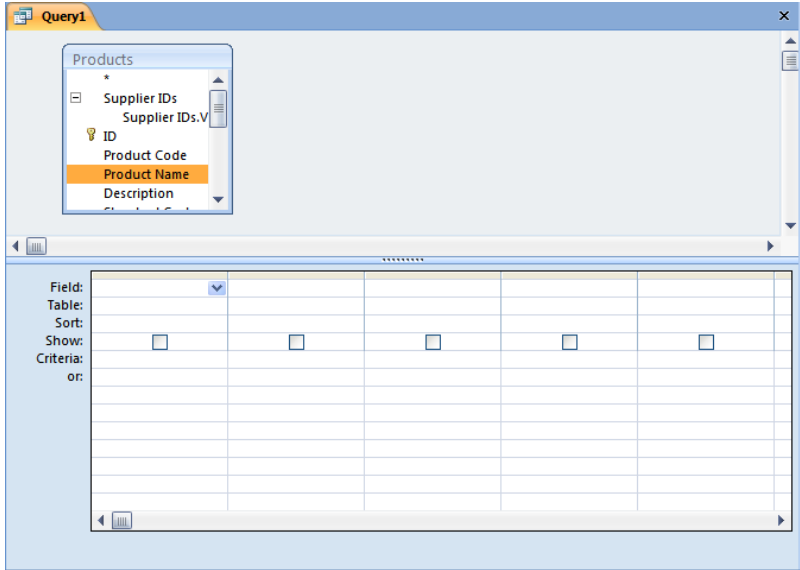 Query1
Products
*
Supplier IDs
Supplier IDs.V
ID
Product Code
Product Name
Description
Field:
Table:
Sort:
Show:
Criteria:
or: